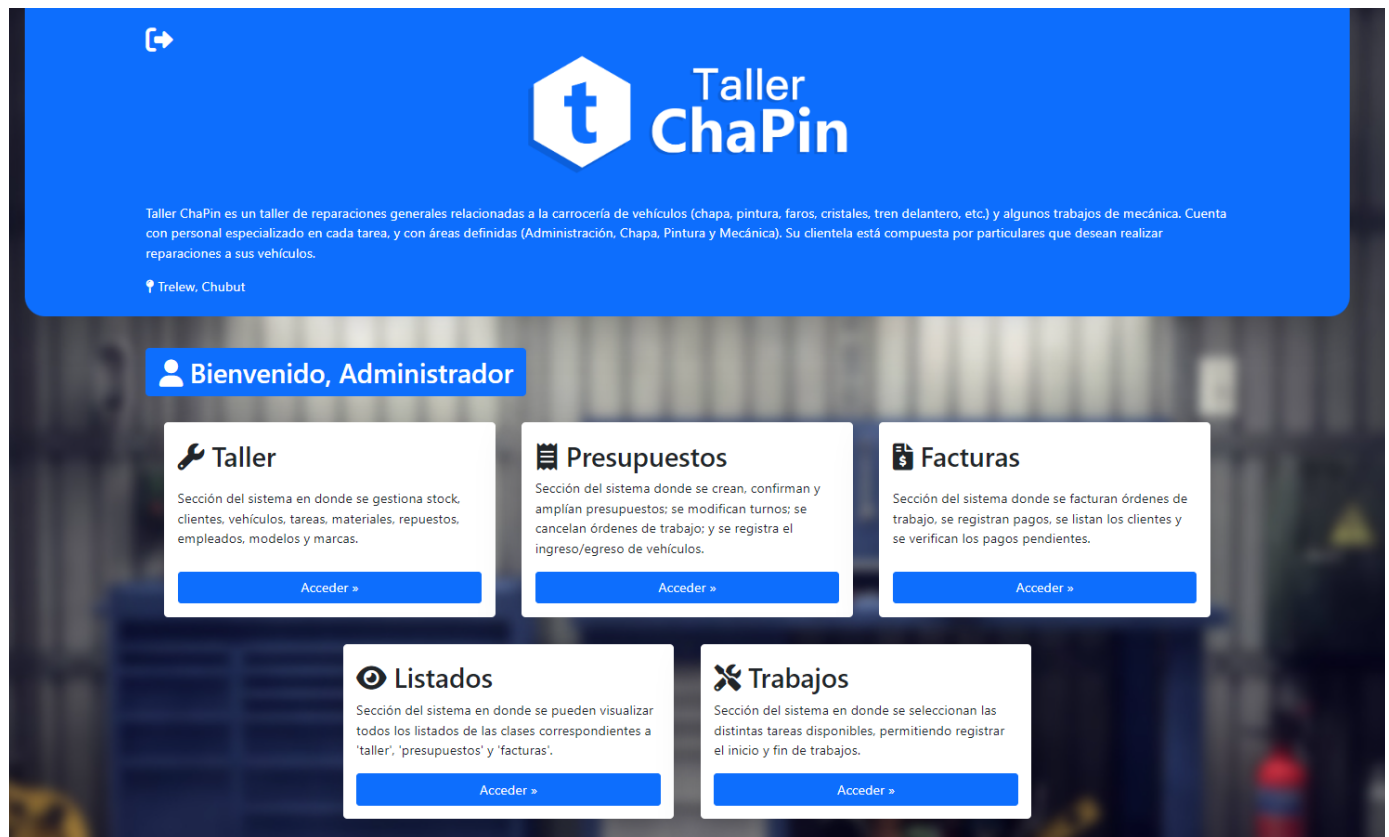 t
Taller
ChaPin
Taller ChaPin es un taller de reparaciones generales relacionadas a la carrocería de vehículos (chapa, pintura, faros, cristales, tren delantero, etc.) y algunos trabajos de mecánica. Cuenta
con personal especializado en cada tarea, y con áreas definidas (Administración, Chapa, Pintura y Mecánica). Su clientela está compuesta por particulares que desean realizar
reparaciones a sus vehículos.
Trelew, Chubut
Bienvenido, Administrador
Taller
Sección del sistema en donde se gestiona stock,
clientes, vehículos, tareas, materiales, repuestos,
empleados, modelos y marcas.
Acceder »
Presupuestos
Sección del sistema donde se crean, confirman y
amplían presupuestos; se modifican turnos; se
cancelan órdenes de trabajo; y se registra el
ingreso/egreso de vehículos.
Acceder »
Facturas
Sección del sistema donde se facturan órdenes de
trabajo, se registran pagos, se listan los clientes y
se verifican los pagos pendientes.
Acceder »
Listados
Sección del sistema en donde se pueden visualizar
todos los listados de las clases correspondientes a
'taller', 'presupuestos' y 'facturas'.
Acceder »
Trabajos
Sección del sistema en donde se seleccionan las
distintas tareas disponibles, permitiendo registrar
el inicio y fin de trabajos.
Acceder »